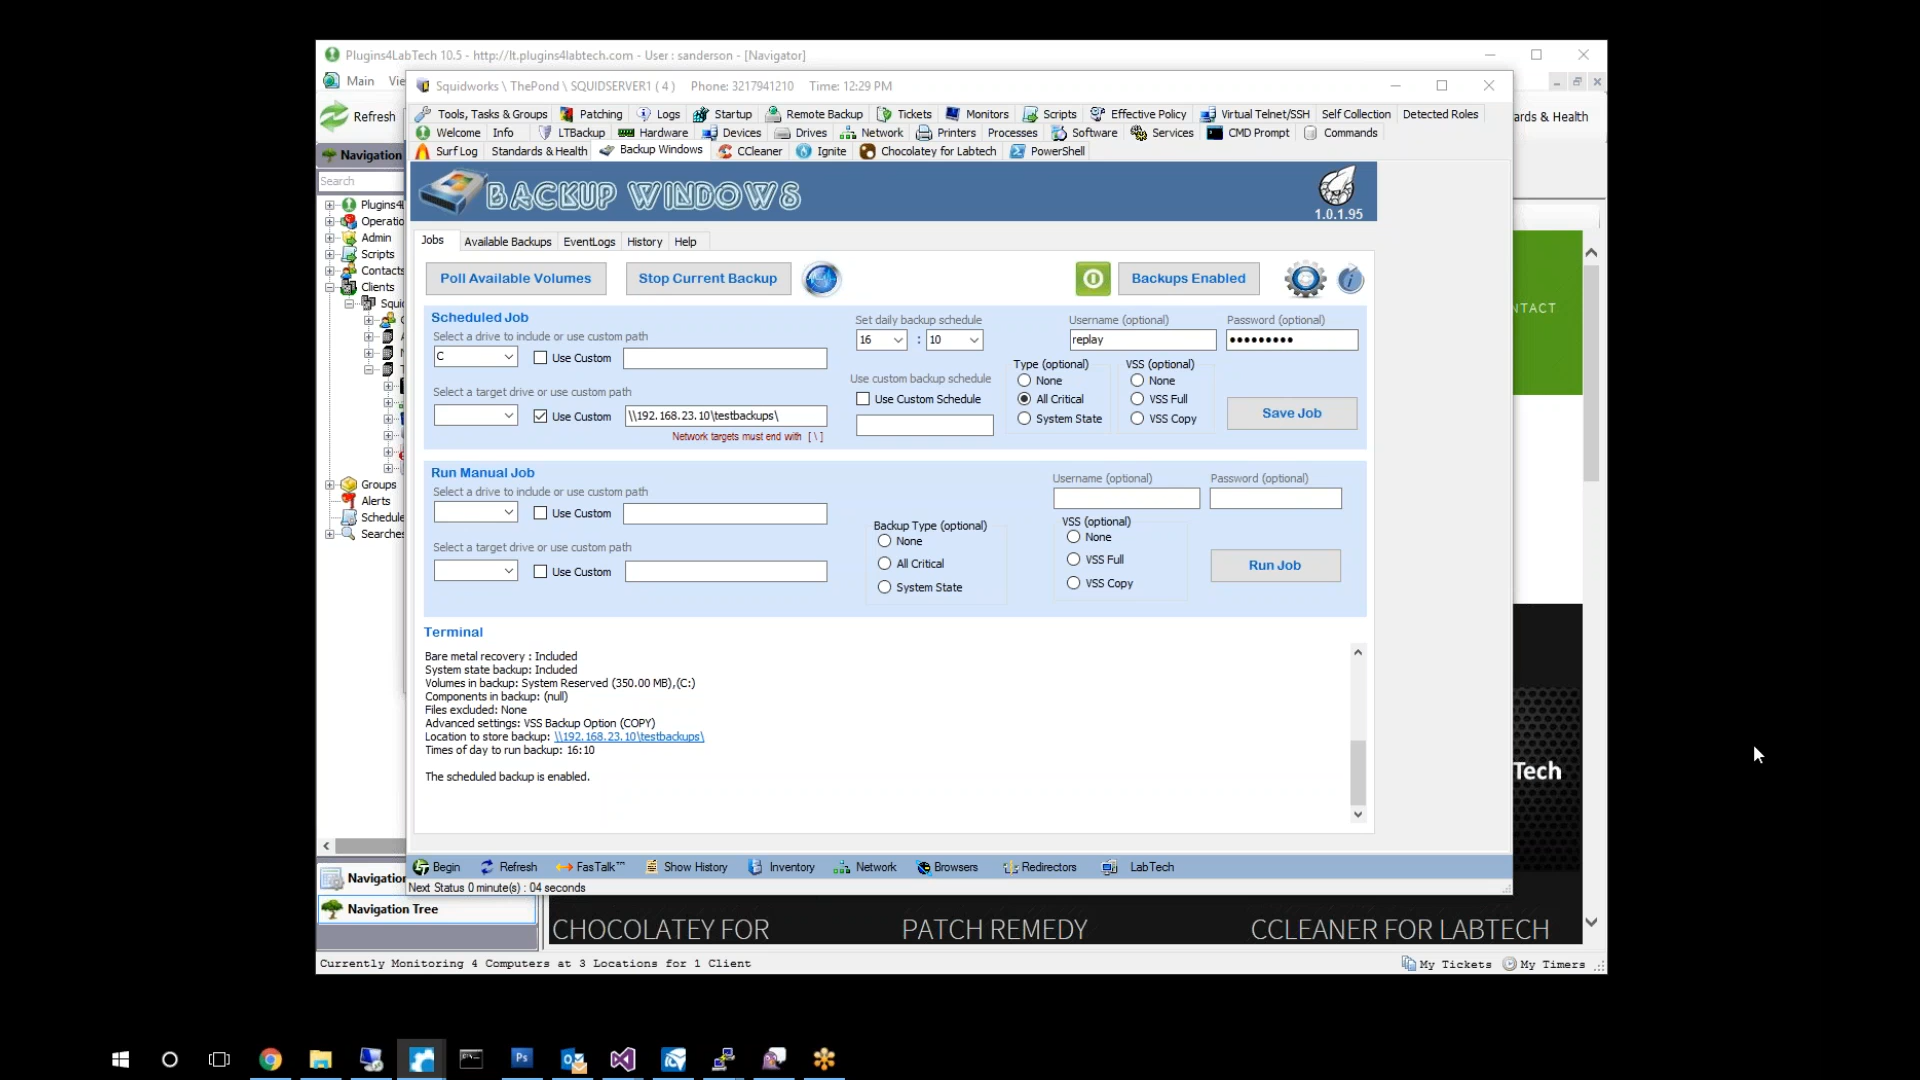 Plugins4LabTech 10.5 - http://lt.plugins4labtech.com - User : sanderson - [Navigator]
Main
Squidworks \ ThePond \ SQUIDSERVER1 ( 4 ) Phone: 3217941210 Time: 12:29 PM
Refresh
Tools, Tasks & Groups Patching Logs Startup Remote Backup Tickets Monitors Scripts Effective Policy Virtual Telnet/SSH Self Collection Detected Roles
Welcome Info LTBackup Hardware Devices Drives Network Printers Processes Software Services CMD Prompt Commands
Surf Log Standards & Health Backup Windows CCleaner Ignite Chocolatey for Labtech PowerShell
ards & Health
Navigation
Search
Plugins4
Operatio
Admin
Scripts
Contacts
Clients
Squi
Groups
Alerts
Schedule
Searches
BACKUP WINDOWS
1.0.1.95
Jobs Available Backups EventLogs History Help
Poll Available Volumes Stop Current Backup Backups Enabled
Scheduled Job
Select a drive to include or use custom path
C Use Custom
Select a target drive or use custom path
Use Custom \\192.168.23.10\testbackups\
Network targets must end with [ \ ]
Set daily backup schedule
16 : 10
Use custom backup schedule
Use Custom Schedule
Username (optional) Password (optional)
replay •••••••••
Type (optional)
None
All Critical
System State
VSS (optional)
None
VSS Full
VSS Copy
Save Job
Run Manual Job
Select a drive to include or use custom path
Use Custom
Select a target drive or use custom path
Use Custom
Backup Type (optional)
None
All Critical
System State
Username (optional) Password (optional)
VSS (optional)
None
VSS Full
VSS Copy
Run Job
Terminal
Bare metal recovery : Included
System state backup: Included
Volumes in backup: System Reserved (350.00 MB),(C:)
Components in backup: (null)
Files excluded: None
Advanced settings: VSS Backup Option (COPY)
Location to store backup: \\192.168.23.10\testbackups\
Times of day to run backup: 16:10
The scheduled backup is enabled.
NTACT
Tech
Begin Refresh FasTalk™ Show History Inventory Network Browsers Redirectors LabTech
Next Status 0 minute(s) : 04 seconds
Navigation
Navigation Tree
CHOCOLATEY FOR PATCH REMEDY CCLEANER FOR LABTECH
Currently Monitoring 4 Computers at 3 Locations for 1 Client
My Tickets My Timers
Ps